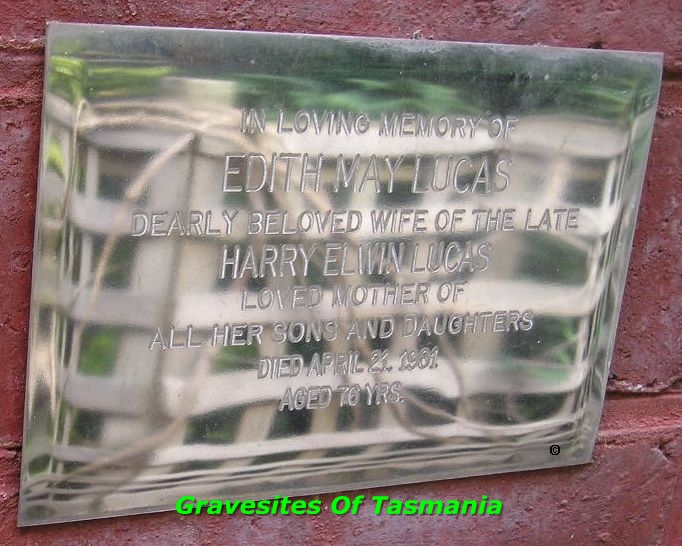 IN LOVING MEMORY OF
EDITH MAY LUCAS
DEARLY BELOVED WIFE OF THE LATE
HARRY ELWIN LUCAS
LOVED MOTHER OF
ALL HER SONS AND DAUGHTERS
DIED APRIL 21. 1981
AGED 76 YRS.
Gravesites Of Tasmania